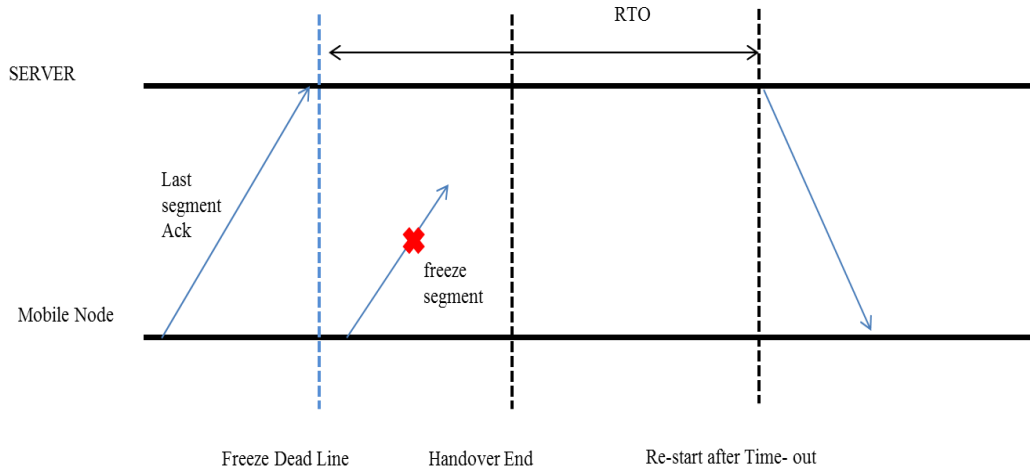 RTO
SERVER
Last
segment
Ack
freeze
segment
Mobile Node
Freeze Dead Line
Handover End
Re-start after Time- out